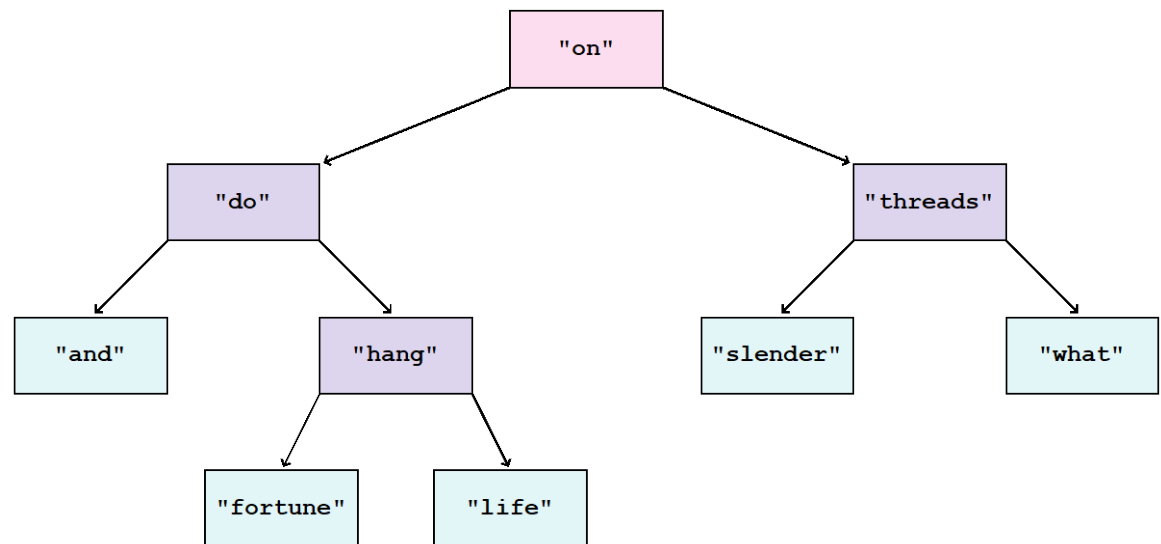 "on"
"do" "threads"
"and" "hang" "slender" "what"
"fortune" "life"